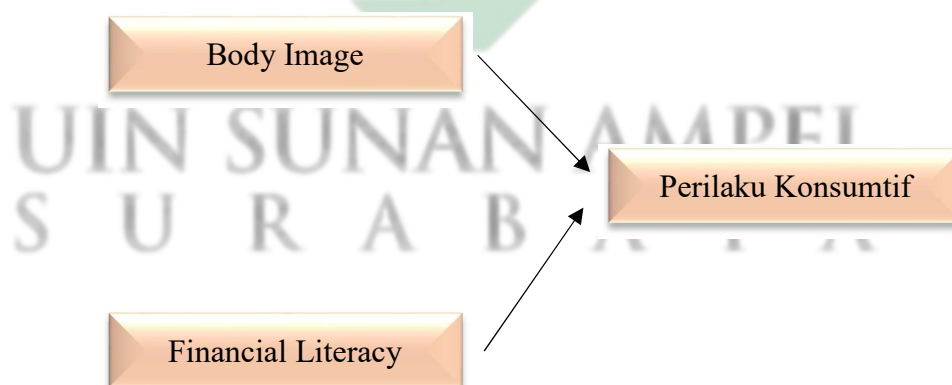 Body Image
UIN SUNAN AMPEL
Perilaku Konsumtif
S U R A B A Y A
Financial Literacy